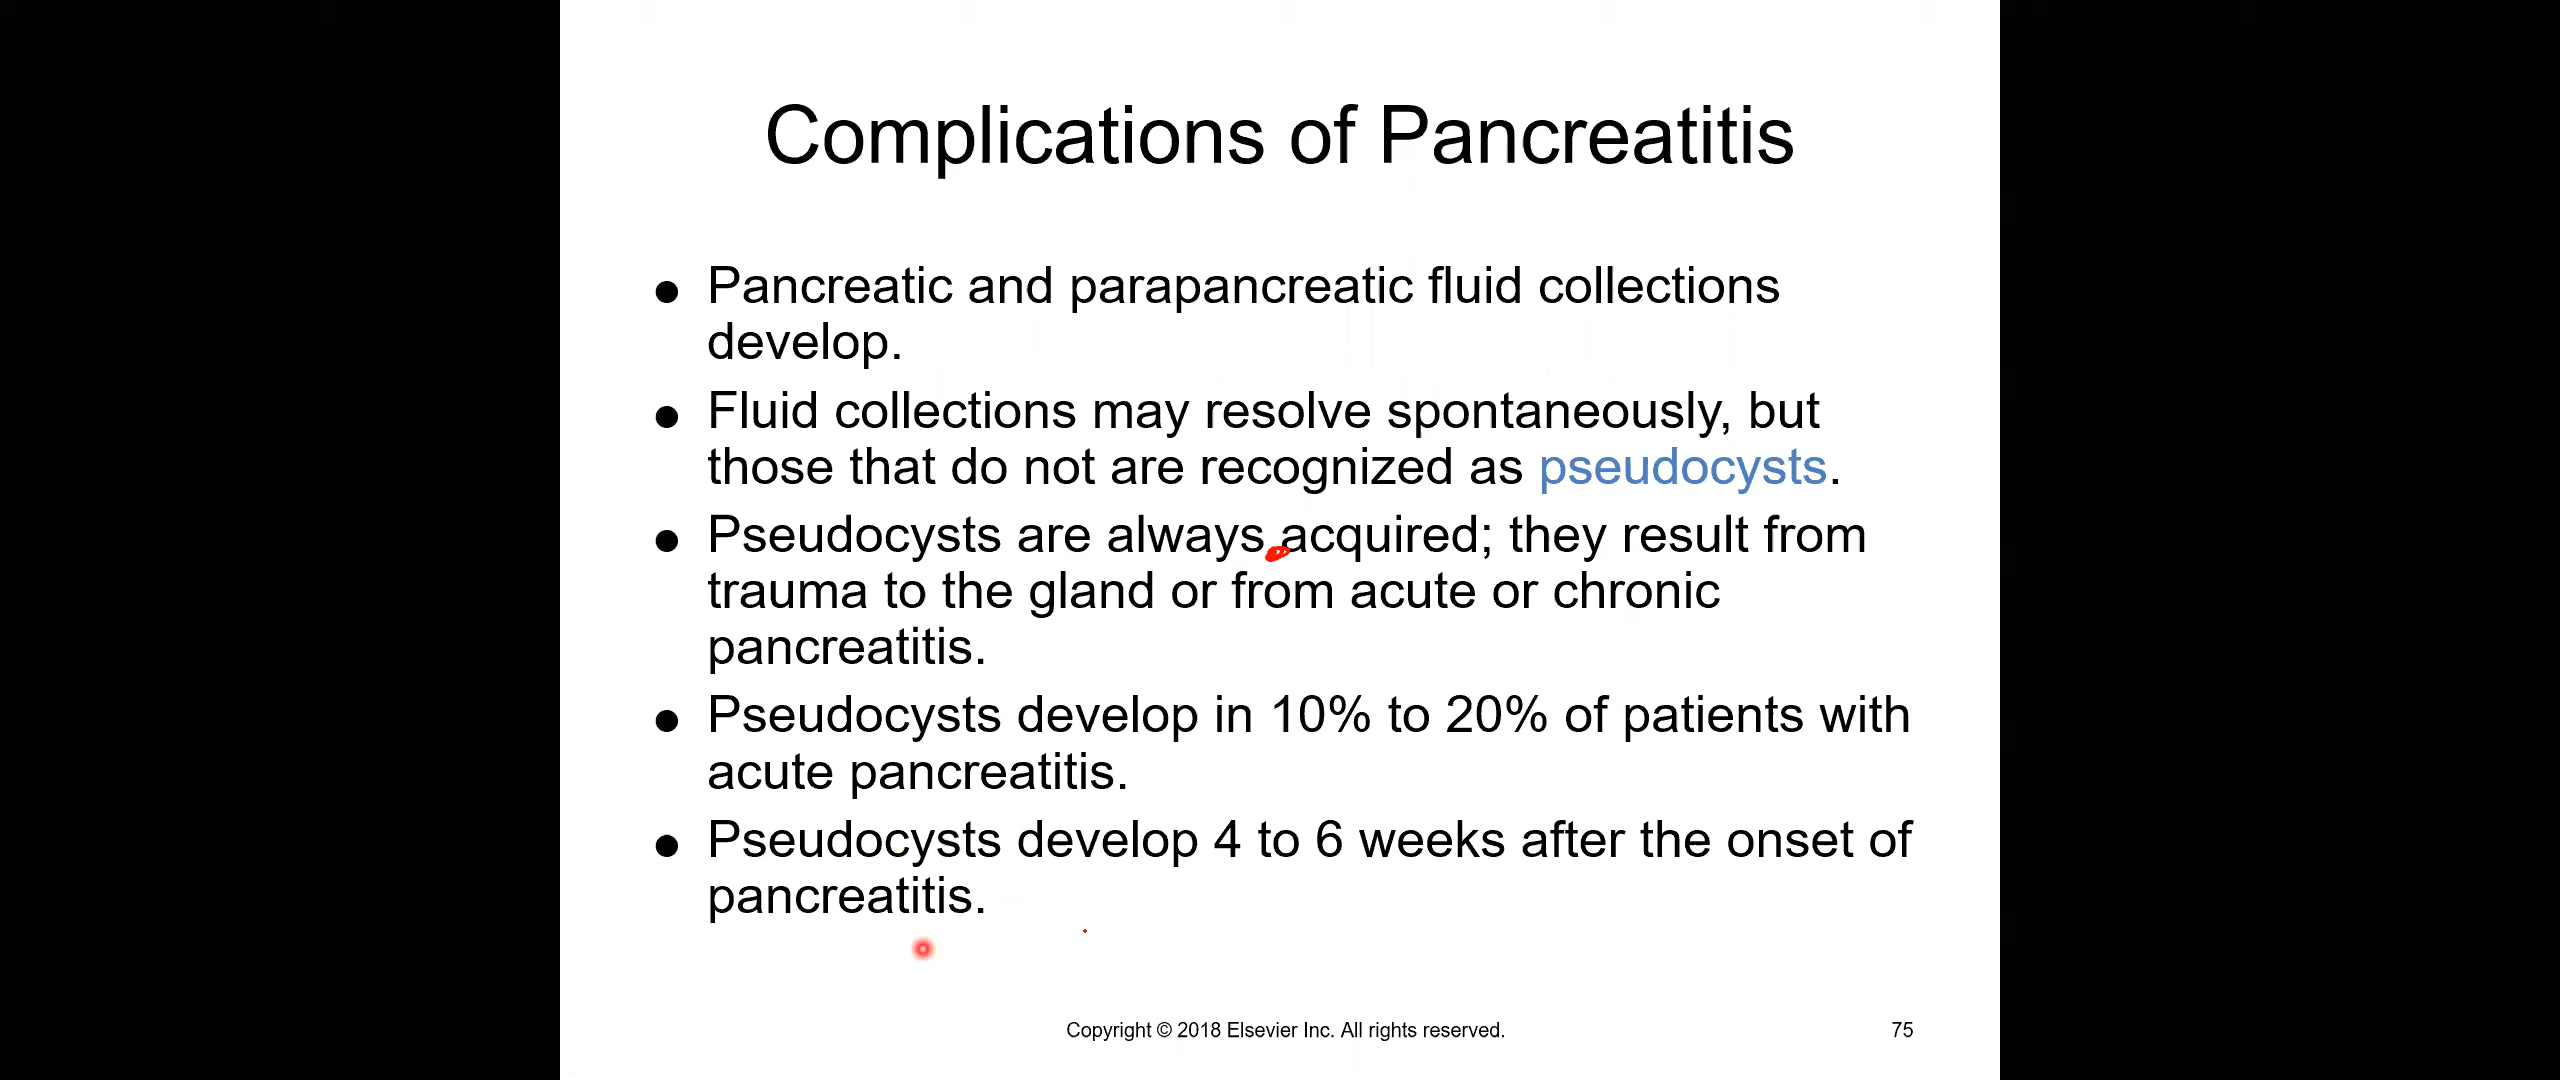 Complications of Pancreatitis
● Pancreatic and parapancreatic fluid collections
develop.
● Fluid collections may resolve spontaneously, but
those that do not are recognized as pseudocysts.
● Pseudocysts are always acquired; they result from
trauma to the gland or from acute or chronic
pancreatitis.
● Pseudocysts develop in 10% to 20% of patients with
acute pancreatitis.
● Pseudocysts develop 4 to 6 weeks after the onset of
pancreatitis.
Copyright © 2018 Elsevier Inc. All rights reserved.
75